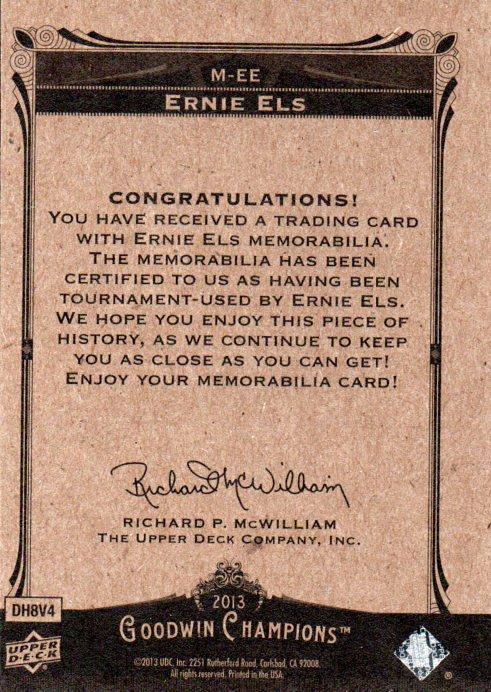 M-EE
ERNIE ELS
CONGRATULATIONS!
YOU HAVE RECEIVED A TRADING CARD
WITH ERNIE ELS MEMORABILIA.
THE MEMORABILIA HAS BEEN
CERTIFIED TO US AS HAVING BEEN
TOURNAMENT-USED BY ERNIE ELS.
WE HOPE YOU ENJOY THIS PIECE OF
HISTORY, AS WE CONTINUE TO KEEP
YOU AS CLOSE AS YOU CAN GET!
ENJOY YOUR MEMORABILIA CARD!
Richard McWilliam
RICHARD P. MCWILLIAM
THE UPPER DECK COMPANY, INC.
DH8V4
2013
GOODWIN CHAMPIONS™
UPPER DECK
®
©2013 UDC, Inc. 2251 Rutherford Road, Carlsbad, CA 92008.
All rights reserved. Printed in the USA.
®